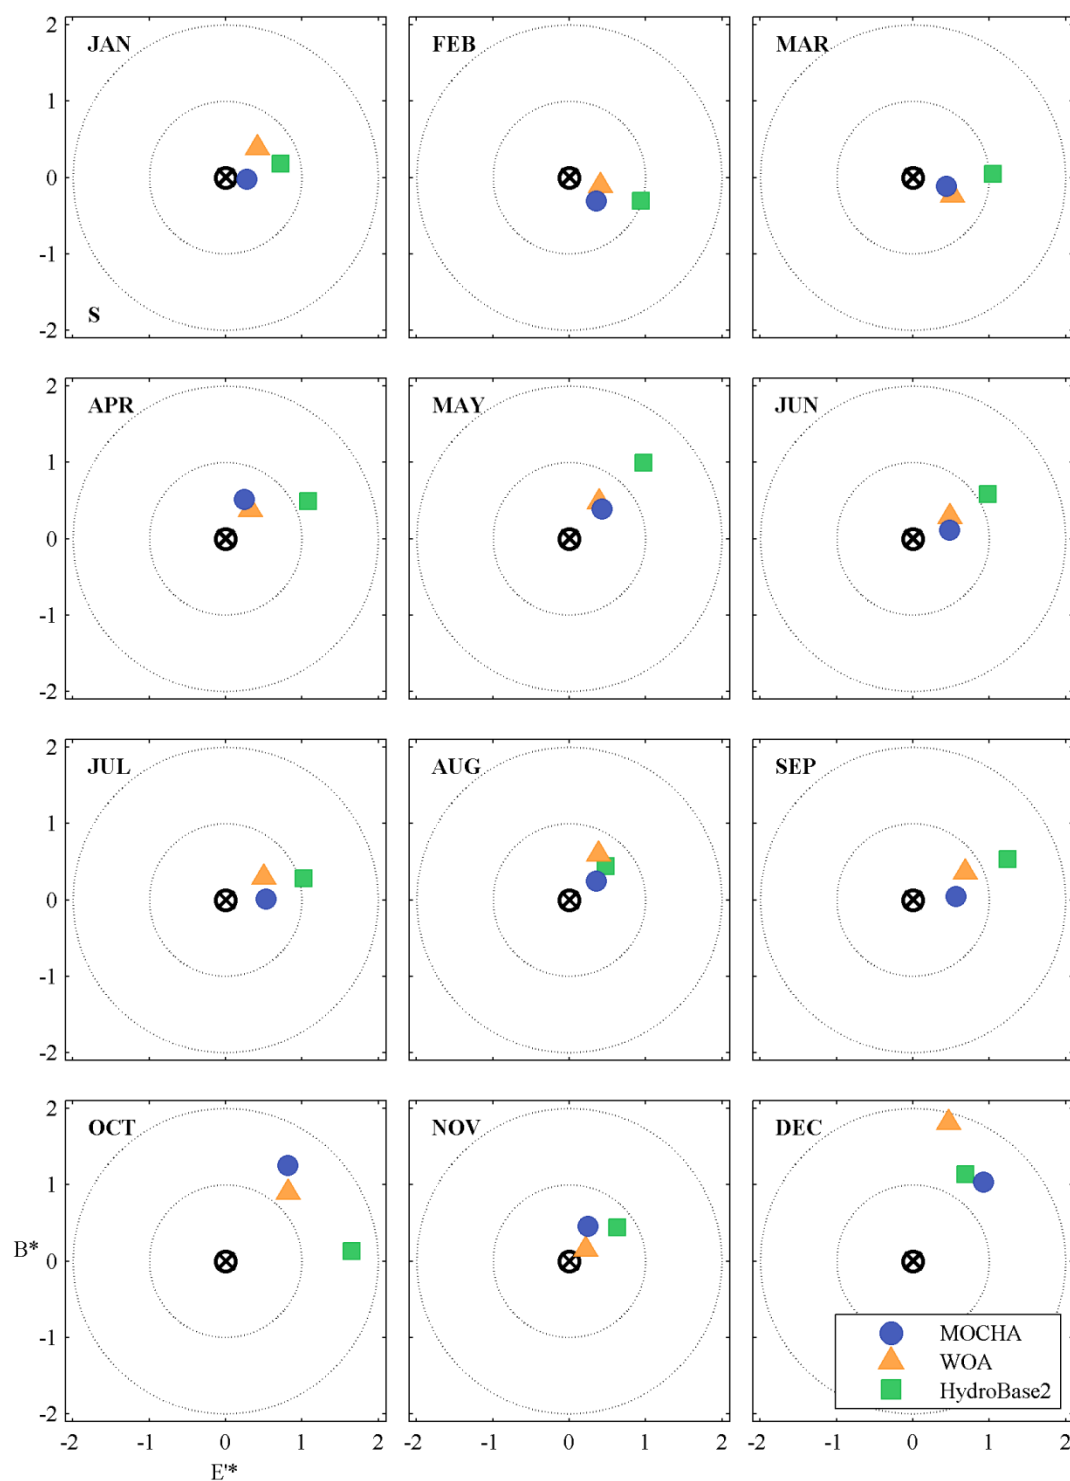 JAN FEB MAR
2
1
0
-1
-2
S
APR MAY JUN
2
1
0
-1
-2
JUL AUG SEP
2
1
0
-1
-2
OCT NOV DEC
2
1
B* 0
-1
-2
MOCHA
WOA
HydroBase2
-2 -1 0 1 2 -2 -1 0 1 2 -2 -1 0 1 2
E'*